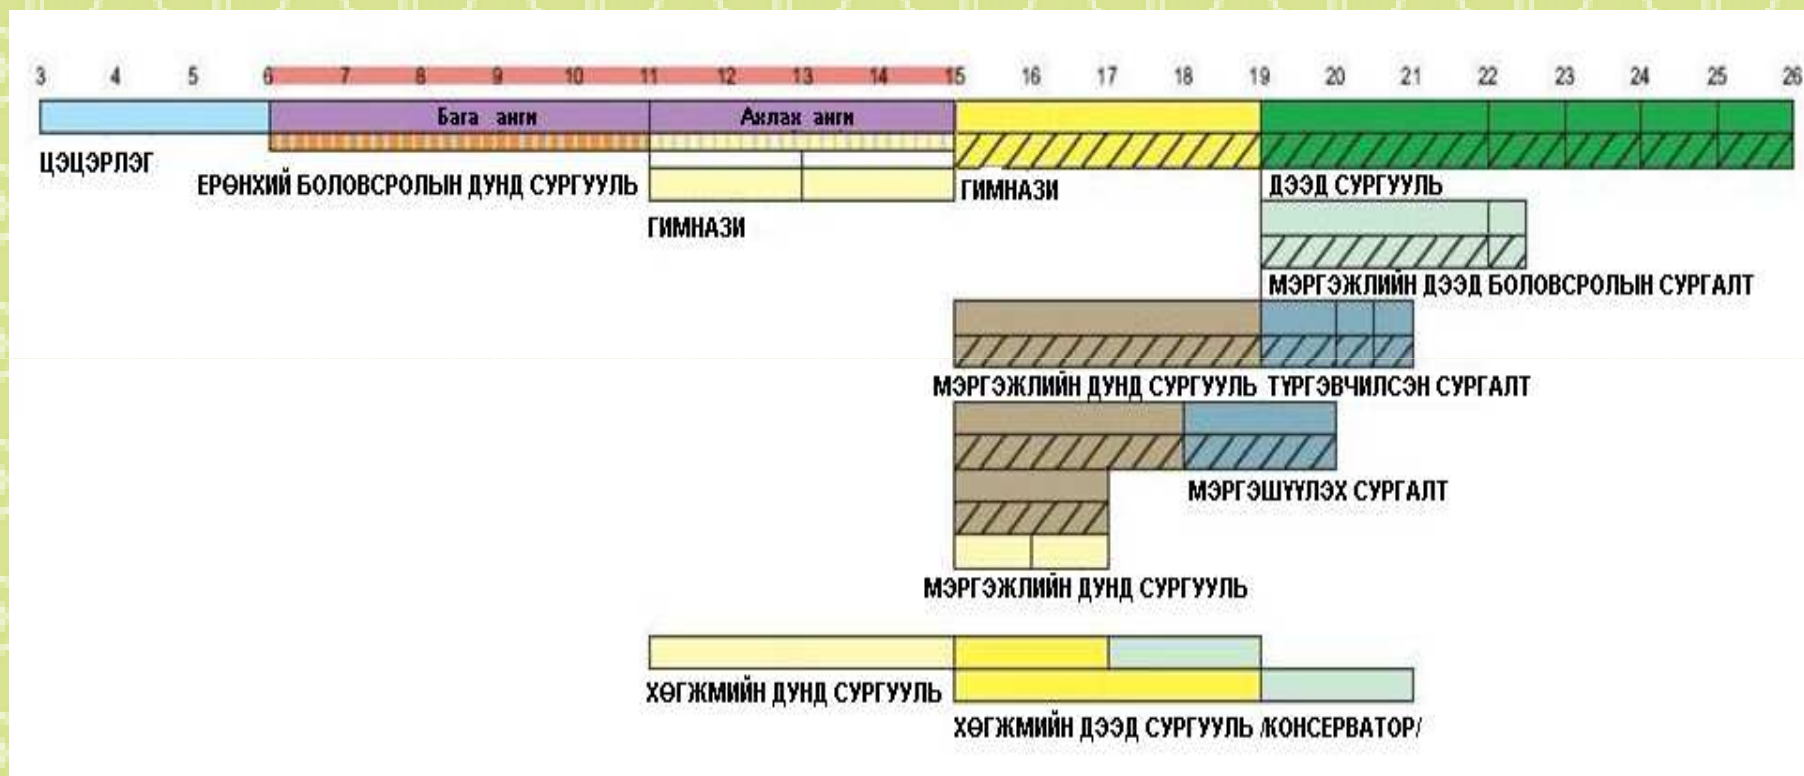 3 4 5 6 7 8 9 10 11 12 13 14 15 16 17 18 19 20 21 22 23 24 25 26
Бага анги Ахлах анги
ЦЭЦЭРЛЭГ
ЕРӨНХИЙ БОЛОВСРОЛЫН ДУНД СУРГУУЛЬ
ГИМНАЗИ
ДЭЭД СУРГУУЛЬ
ГИМНАЗИ
МЭРГЭЖЛИЙН ДЭЭД БОЛОВСРОЛЫН СУРГАЛТ
МЭРГЭЖЛИЙН ДУНД СУРГУУЛЬ ТҮРГЭВЧИЛСЭН СУРГАЛТ
МЭРГЭШҮҮЛЭХ СУРГАЛТ
МЭРГЭЖЛИЙН ДУНД СУРГУУЛЬ
ХӨГЖМИЙН ДУНД СУРГУУЛЬ
ХӨГЖМИЙН ДЭЭД СУРГУУЛЬ /КОНСЕРВАТОР/